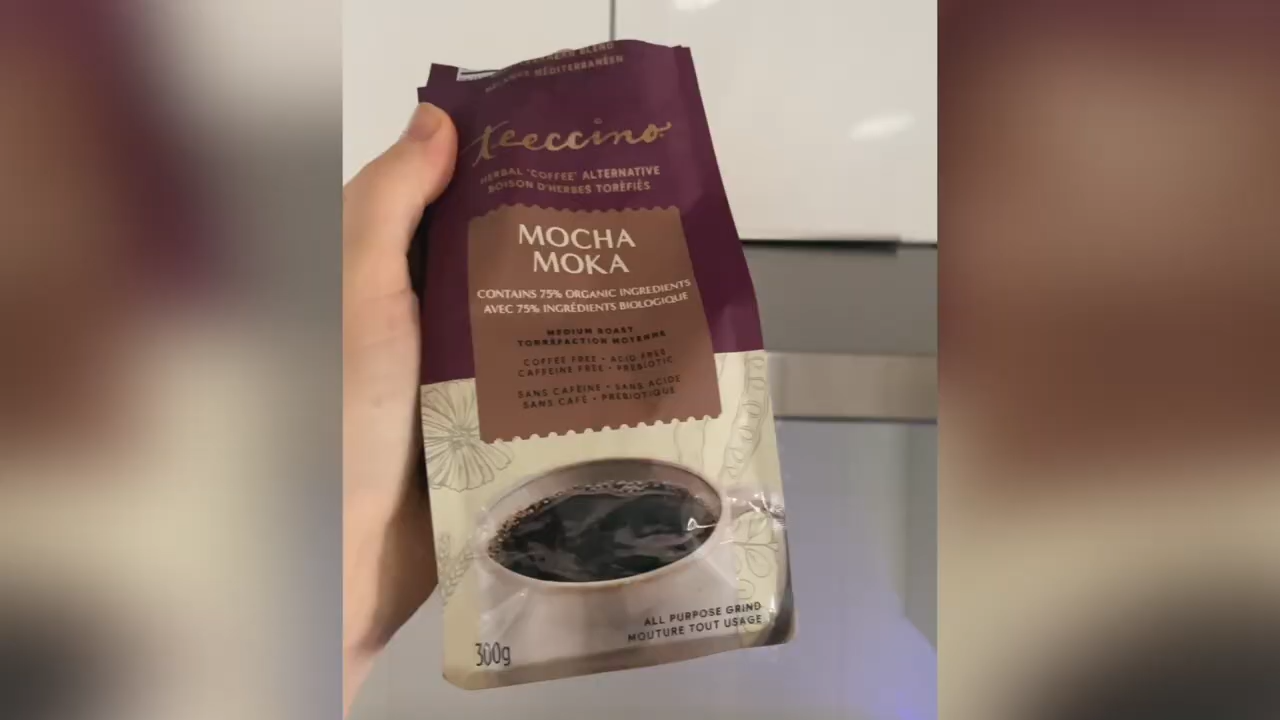 BLEND
MÉLANGE MÉDITERRANÉEN
teeccino
HERBAL 'COFFEE' ALTERNATIVE
BOISON D'HERBES TORÉFIÉS
MOCHA
MOKA
CONTAINS 75% ORGANIC INGREDIENTS
AVEC 75% INGRÉDIENTS BIOLOGIQUE
MEDIUM ROAST
TORRÉFACTION MOYENNE
COFFEE FREE • ACID FREE
CAFFEINE FREE • PREBIOTIC
SANS CAFÉINE • SANS ACIDE
SANS CAFÉ • PRÉBIOTIQUE
ALL PURPOSE GRIND
MOUTURE TOUT USAGE
300g